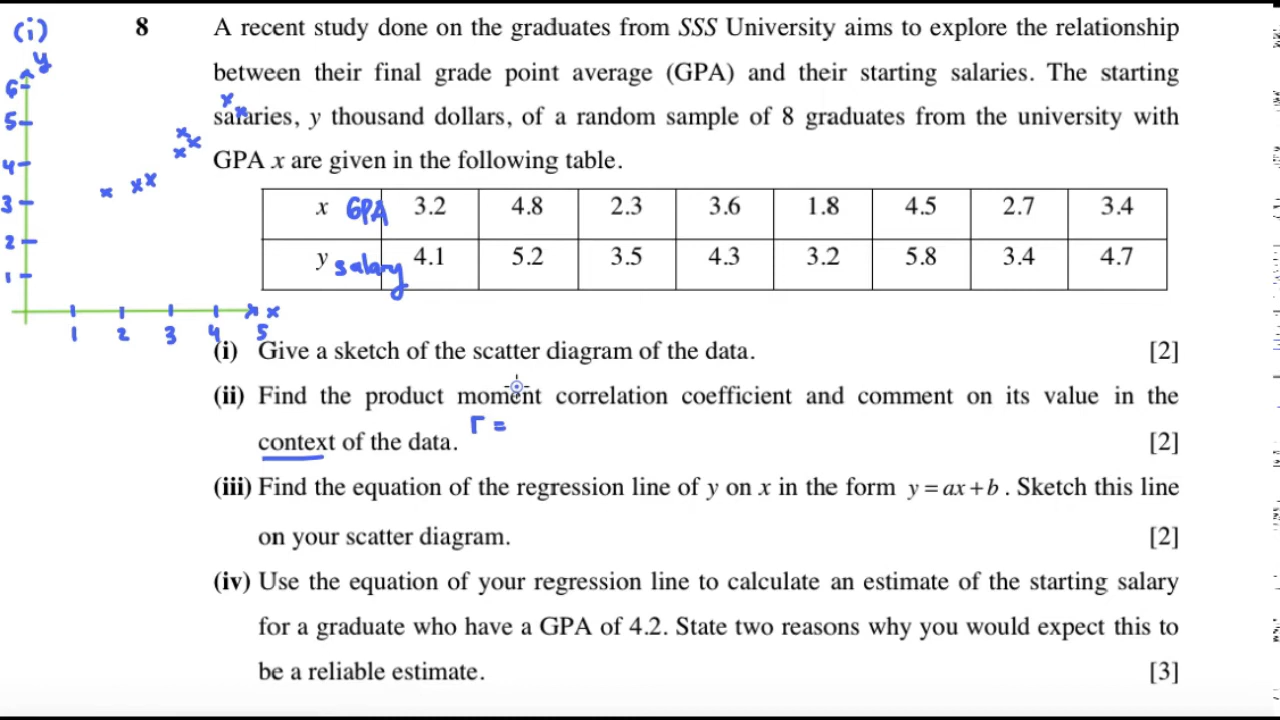 (i)
8 A recent study done on the graduates from SSS University aims to explore the relationship
between their final grade point average (GPA) and their starting salaries. The starting
salaries, y thousand dollars, of a random sample of 8 graduates from the university with
GPA x are given in the following table.
x GPA 3.2 4.8 2.3 3.6 1.8 4.5 2.7 3.4
y salary 4.1 5.2 3.5 4.3 3.2 5.8 3.4 4.7
y
6
5
4
3
2
1
x
1 2 3 4 5
(i) Give a sketch of the scatter diagram of the data. [2]
(ii) Find the product moment correlation coefficient and comment on its value in the
r =
context of the data. [2]
(iii) Find the equation of the regression line of y on x in the form y = ax + b . Sketch this line
on your scatter diagram. [2]
(iv) Use the equation of your regression line to calculate an estimate of the starting salary
for a graduate who have a GPA of 4.2. State two reasons why you would expect this to
be a reliable estimate. [3]